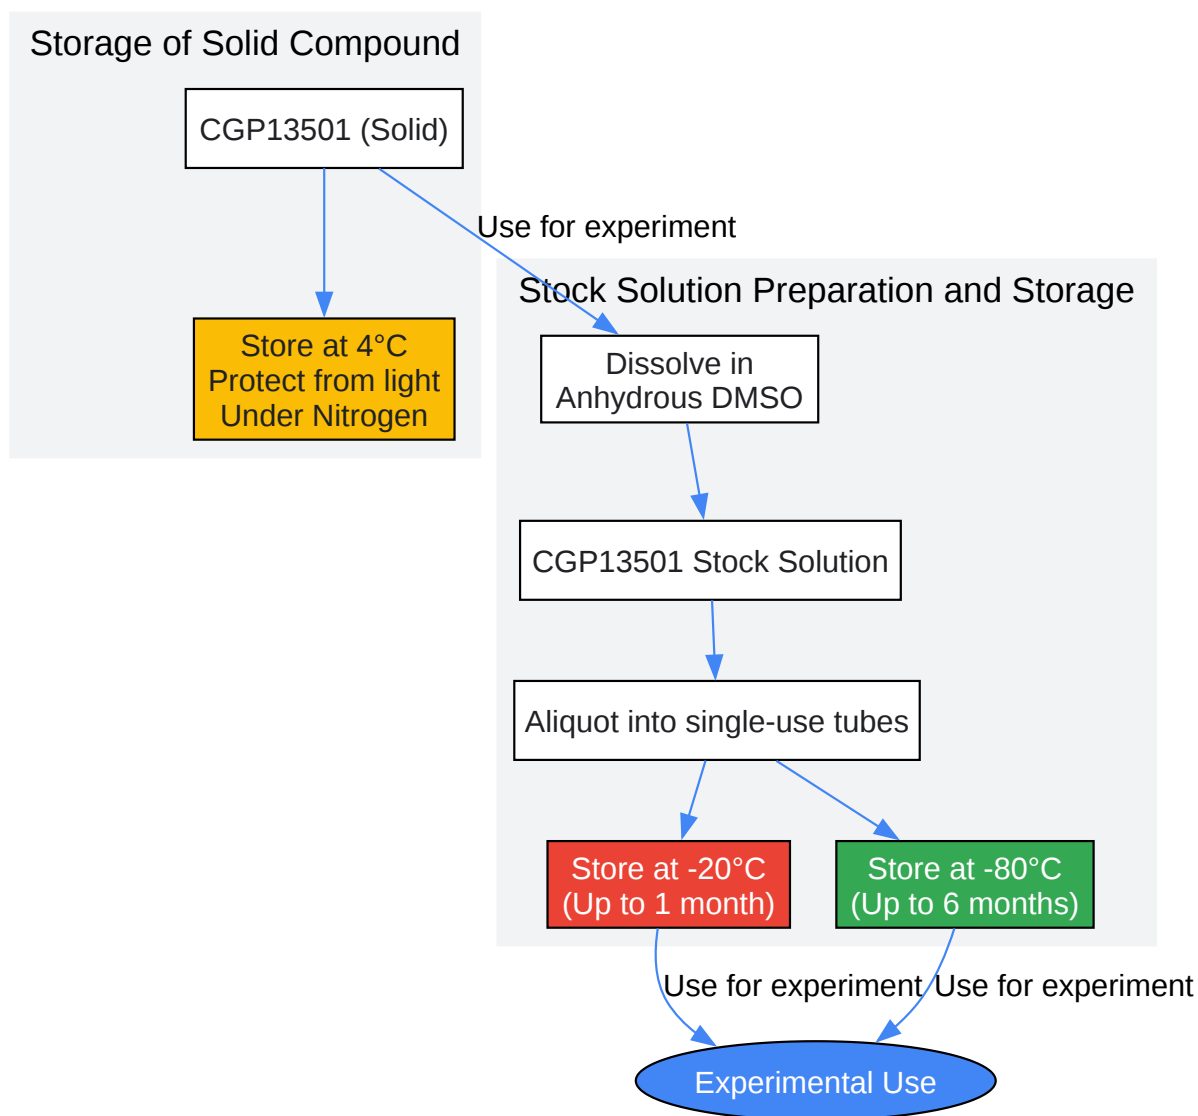 Storage of Solid Compound
CGP13501 (Solid)
Use for experiment
Store at 4°C
Protect from light
Under Nitrogen
Stock Solution Preparation and Storage
Dissolve in
Anhydrous DMSO
CGP13501 Stock Solution
Aliquot into single-use tubes
Store at -20°C
(Up to 1 month)
Store at -80°C
(Up to 6 months)
Use for experiment
Use for experiment
Experimental Use